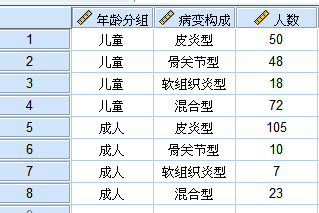 年龄分组 病变构成 人数
1 儿童 皮炎型 50
2 儿童 骨关节型 48
3 儿童 软组织炎型 18
4 儿童 混合型 72
5 成人 皮炎型 105
6 成人 骨关节型 10
7 成人 软组织炎型 7
8 成人 混合型 23